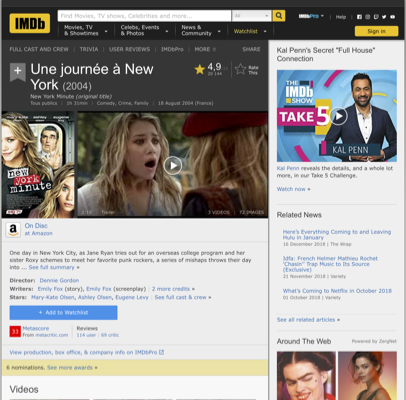 IMDb
Find Movies, TV shows, Celebrities and more...
All
IMDbPro
Help
Movies, TV & Showtimes
Celebs, Events & Photos
News & Community
Watchlist
Sign in
FULL CAST AND CREW | TRIVIA | USER REVIEWS | IMDbPro | MORE
SHARE
Une journée à New York (2004)
New York Minute (original title)
Tous publics | 1h 31min | Comedy, Crime, Family | 18 August 2004 (France)
4,9
Rate This
ashley olsen
new york minute
Trailer
3 VIDEOS | 72 IMAGES
On Disc
at Amazon
One day in New York City, as Jane Ryan tries out for an overseas college program and her
sister Roxy schemes to meet her favorite punk rockers, a series of mishaps throws their day
into ... See full summary »
Director: Dennie Gordon
Writers: Emily Fox (story), Emily Fox (screenplay) | 2 more credits »
Stars: Mary-Kate Olsen, Ashley Olsen, Eugene Levy | See full cast & crew »
+ Add to Watchlist
33
Metascore
From metacritic.com
Reviews
114 user | 69 critic
View production, box office, & company info on IMDbPro
6 nominations. See more awards »
Videos
Kal Penn's Secret "Full House"
Connection
THE IMDb SHOW
TAKE 5
KAL PENN
Kal Penn reveals the details, and a whole lot
more, in our Take 5 Challenge.
Watch now »
Related News
Here's Everything Coming to and Leaving
Hulu in January
16 December 2018 | The Wrap
3dfa: French Helmer Mathieu Rochet
'Chasin'' Trap Music to Its Source
(Exclusive)
21 November 2018 | Variety
What's Coming to Netflix in October 2018
01 October 2018 | Variety
See all related articles »
Around The Web
Powered by ZergNet